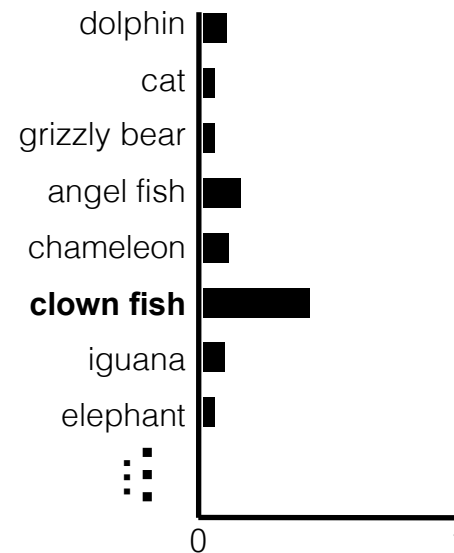 dolphin
cat
grizzly bear
angel fish
chameleon
clown fish
iguana
elephant
0